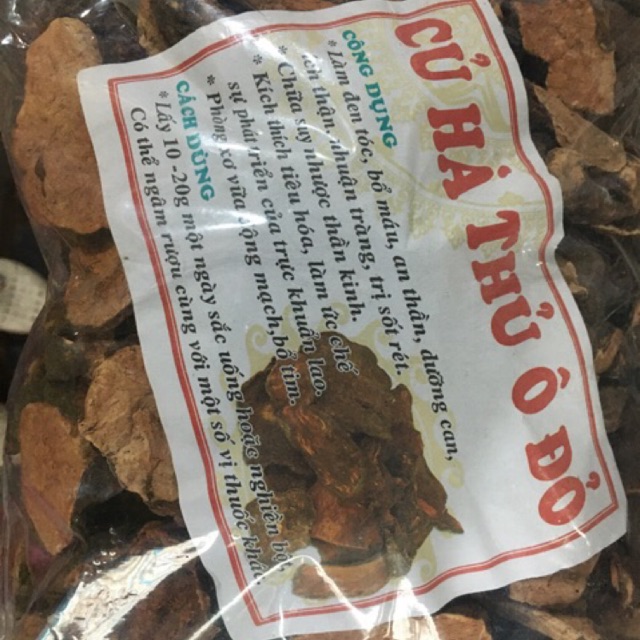 CỦ HÀ THỦ Ô ĐỎ
CÔNG DỤNG
* Làm đen tóc, bổ máu, an thần, dưỡng can,
ích thận, nhuận tràng, trị sốt rét.
* Chữa suy nhược thần kinh.
* Kích thích tiêu hóa, làm ức chế
sự phát triển của trực khuẩn lao.
* Phòng xơ vữa động mạch, bổ tim.
CÁCH DÙNG
* Lấy 10 -20g một ngày sắc uống hoặc nghiền bột
Có thể ngâm rượu cùng với một số vị thuốc khác